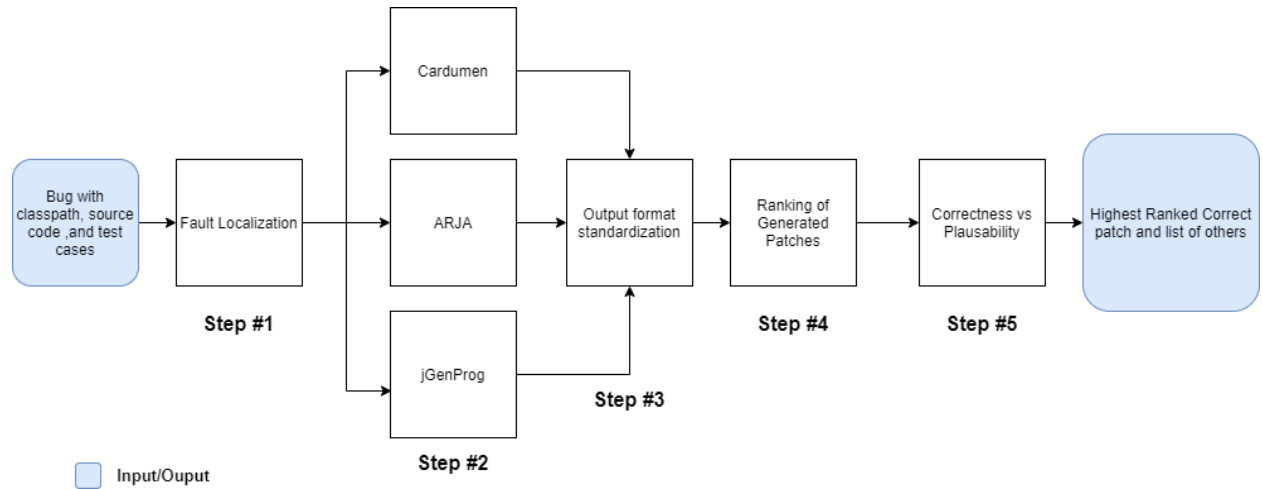 Cardumen
Bug with
classpath, source
code ,and test
cases
Fault Localization
ARJA
Output format
standardization
Ranking of
Generated
Patches
Correctness vs
Plausability
Highest Ranked Correct
patch and list of others
Step #1
Step #4
Step #5
jGenProg
Step #3
Step #2
Input/Ouput